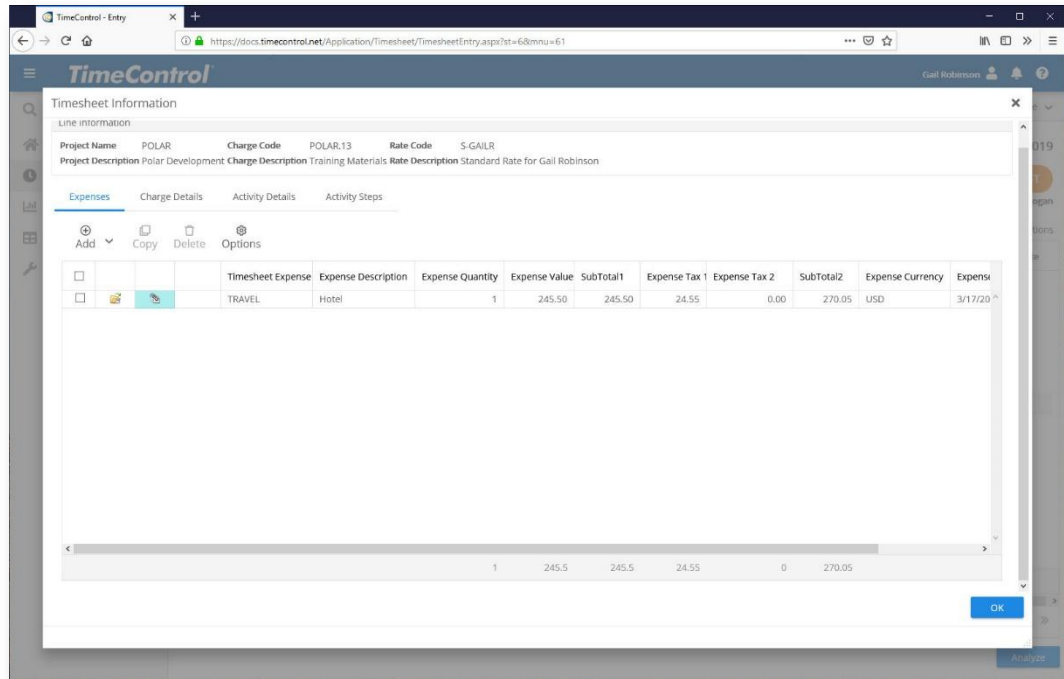 TimeControl - Entry
https://docs.timecontrol.net/Application/Timesheet/TimesheetEntry.aspx?st=6&mnu=61
TimeControl
Gail Robinson
Timesheet Information
Line Information
019
Project Name POLAR Charge Code POLAR.13 Rate Code S-GAILR
Project Description Polar Development Charge Description Training Materials Rate Description Standard Rate for Gail Robinson
Expenses Charge Details Activity Details Activity Steps
Add Copy Delete Options
Timesheet Expense Expense Description Expense Quantity Expense Value SubTotal1 Expense Tax 1 Expense Tax 2 SubTotal2 Expense Currency Expens
TRAVEL Hotel 1 245.50 245.50 24.55 0.00 270.05 USD 3/17/20
1 245.5 245.5 24.55 0 270.05
OK
Analyze